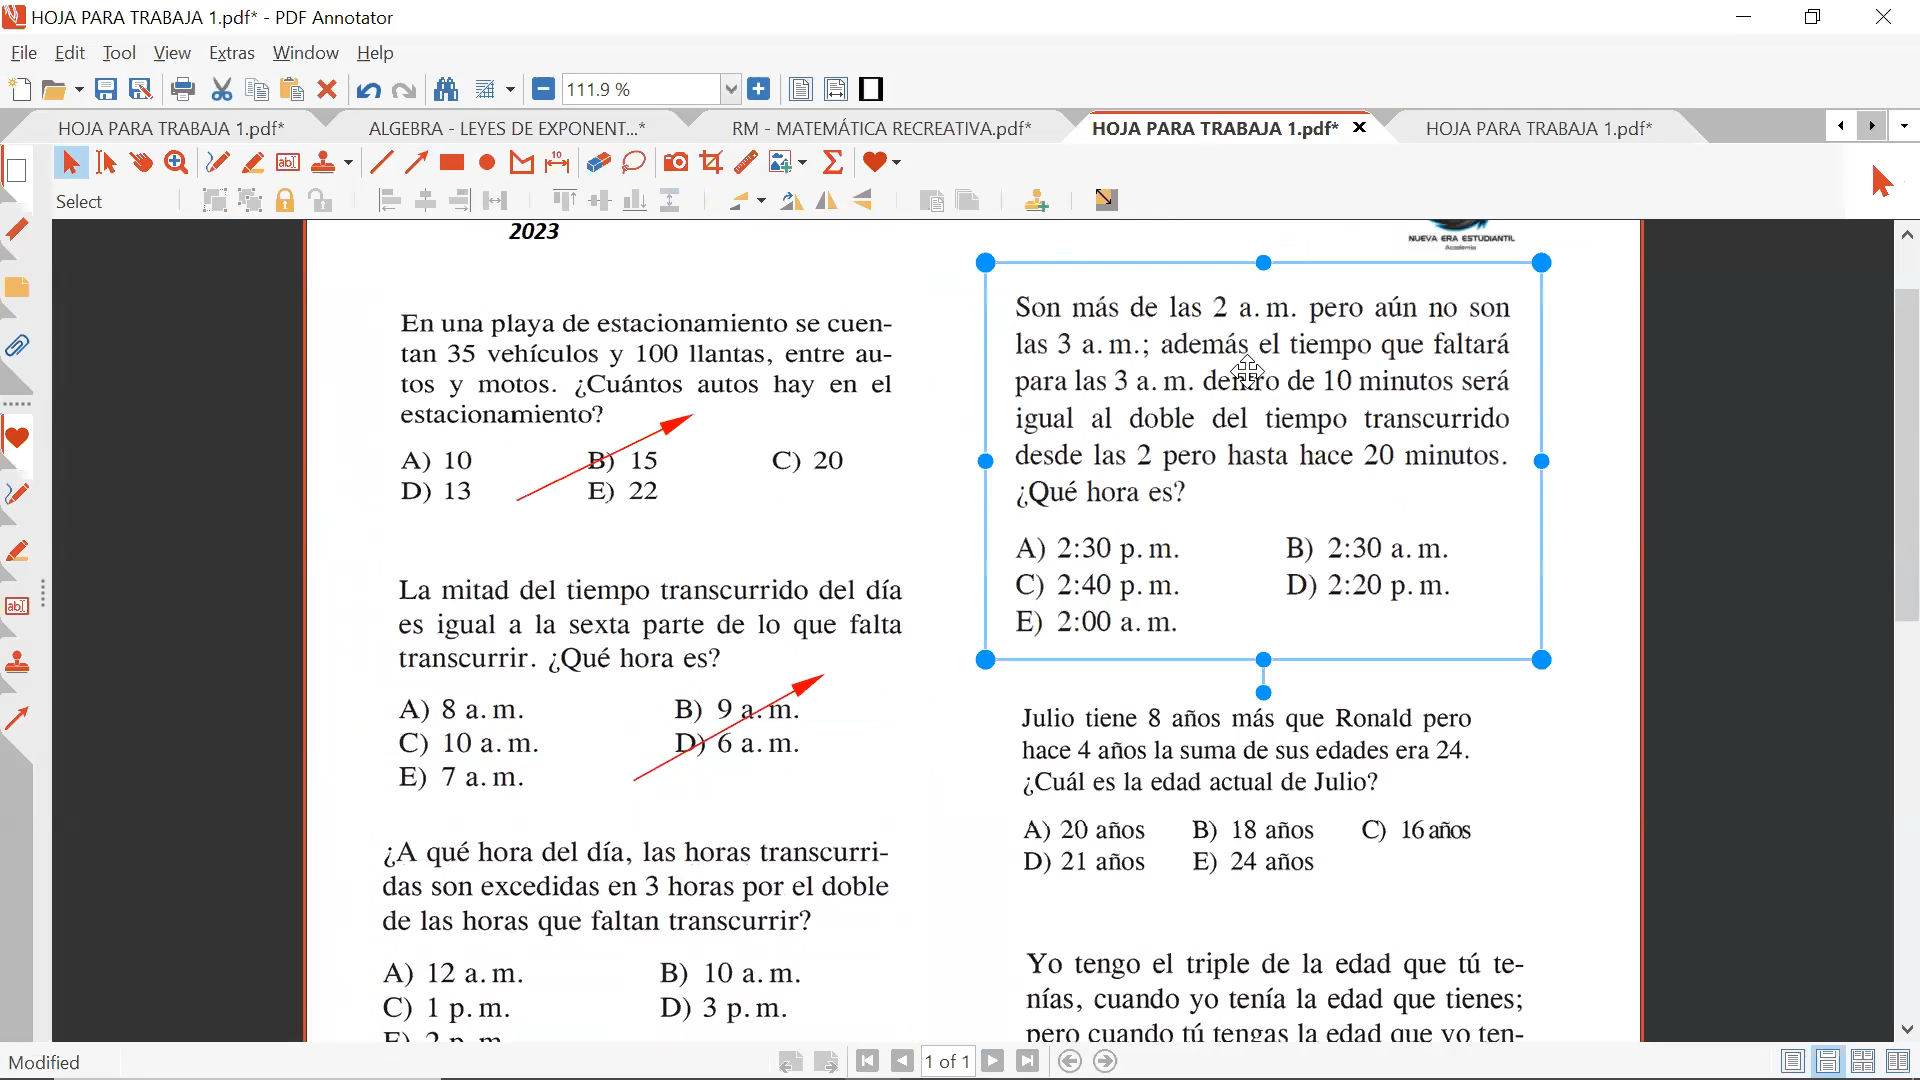 HOJA PARA TRABAJA 1.pdf* - PDF Annotator
File Edit Tool View Extras Window Help
111.9 %
HOJA PARA TRABAJA 1.pdf*
ALGEBRA - LEYES DE EXPONENT...*
RM - MATEMÁTICA RECREATIVA.pdf*
HOJA PARA TRABAJA 1.pdf*
HOJA PARA TRABAJA 1.pdf*
Select
2023
NUEVA ERA ESTUDIANTIL
Academia
En una playa de estacionamiento se cuen-
tan 35 vehículos y 100 llantas, entre au-
tos y motos. ¿Cuántos autos hay en el
estacionamiento?
A) 10 B) 15 C) 20
D) 13 E) 22
La mitad del tiempo transcurrido del día
es igual a la sexta parte de lo que falta
transcurrir. ¿Qué hora es?
A) 8 a. m. B) 9 a. m.
C) 10 a. m. D) 6 a. m.
E) 7 a. m.
¿A qué hora del día, las horas transcurri-
das son excedidas en 3 horas por el doble
de las horas que faltan transcurrir?
A) 12 a. m. B) 10 a. m.
C) 1 p. m. D) 3 p. m.
E) 2 p. m.
Son más de las 2 a. m. pero aún no son
las 3 a. m.; además el tiempo que faltará
para las 3 a. m. dentro de 10 minutos será
igual al doble del tiempo transcurrido
desde las 2 pero hasta hace 20 minutos.
¿Qué hora es?
A) 2:30 p. m. B) 2:30 a. m.
C) 2:40 p. m. D) 2:20 p. m.
E) 2:00 a. m.
Julio tiene 8 años más que Ronald pero
hace 4 años la suma de sus edades era 24.
¿Cuál es la edad actual de Julio?
A) 20 años B) 18 años C) 16 años
D) 21 años E) 24 años
Yo tengo el triple de la edad que tú te-
nías, cuando yo tenía la edad que tienes;
pero cuando tú tengas la edad que yo ten-
Modified
1 of 1